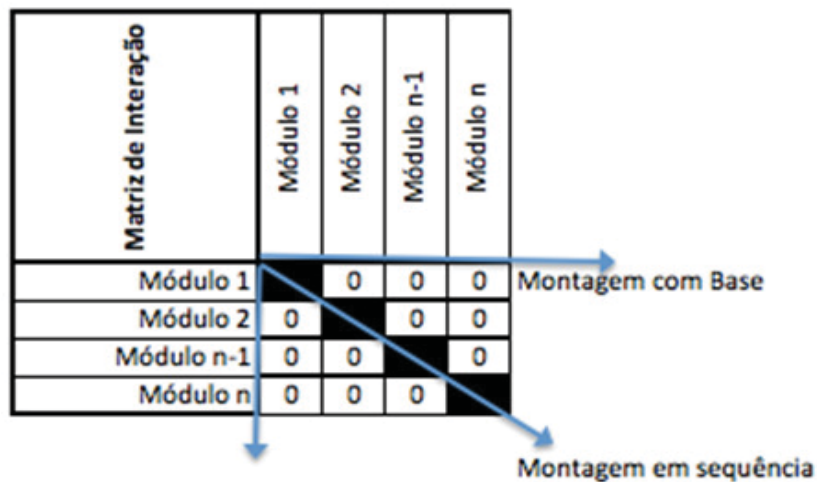 Matriz de Interação
Módulo 1
Módulo 2
Módulo n-1
Módulo n
Módulo 1 0 0 0 Montagem com Base
Módulo 2 0 0 0
Módulo n-1 0 0 0
Módulo n 0 0 0
Montagem em sequência